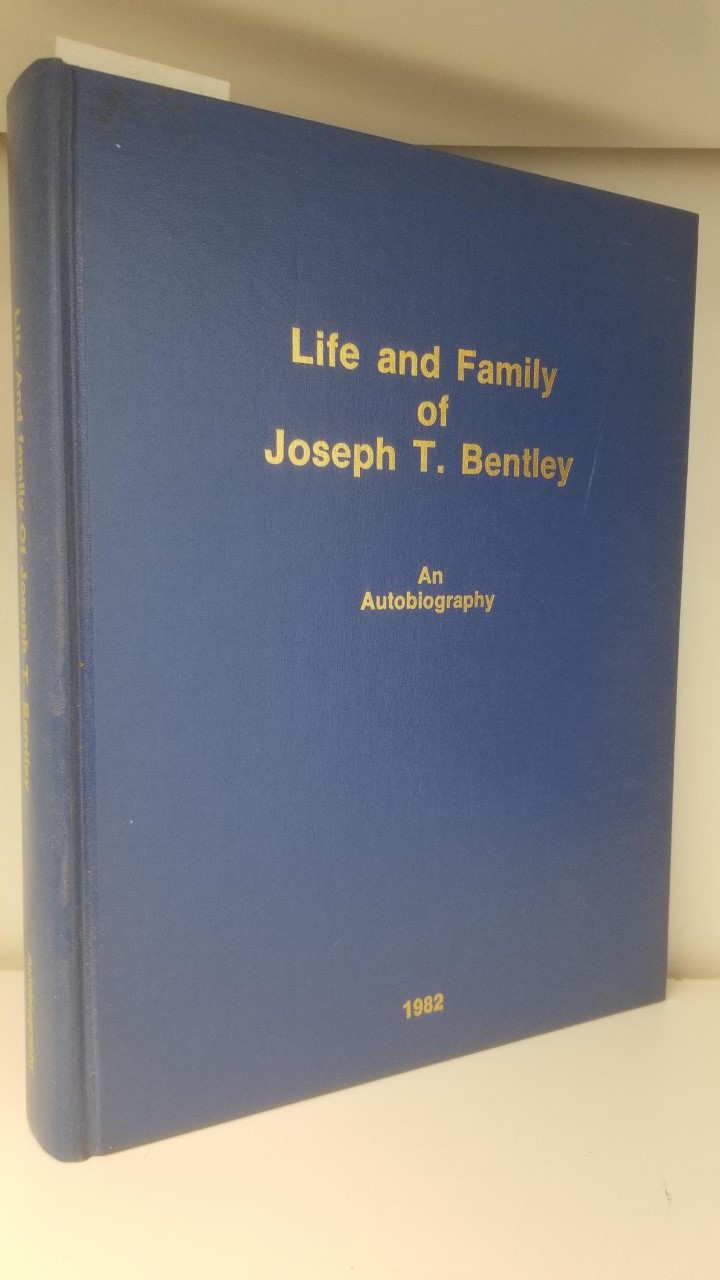 Life and Family
of
Joseph T. Bentley
An
Autobiography
1982
Life And family Of Joseph T. Bentley
Autobiography